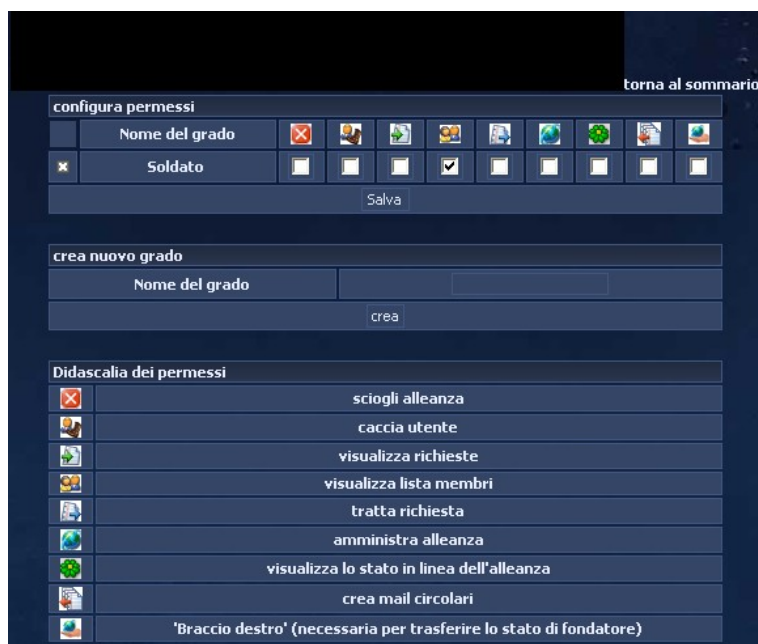 torna al sommario
configura permessi
Nome del grado
Soldato
Salva
crea nuovo grado
Nome del grado
crea
Didascalia dei permessi
sciogli alleanza
caccia utente
visualizza richieste
visualizza lista membri
tratta richiesta
amministra alleanza
visualizza lo stato in linea dell'alleanza
crea mail circolari
'Braccio destro' (necessaria per trasferire lo stato di fondatore)